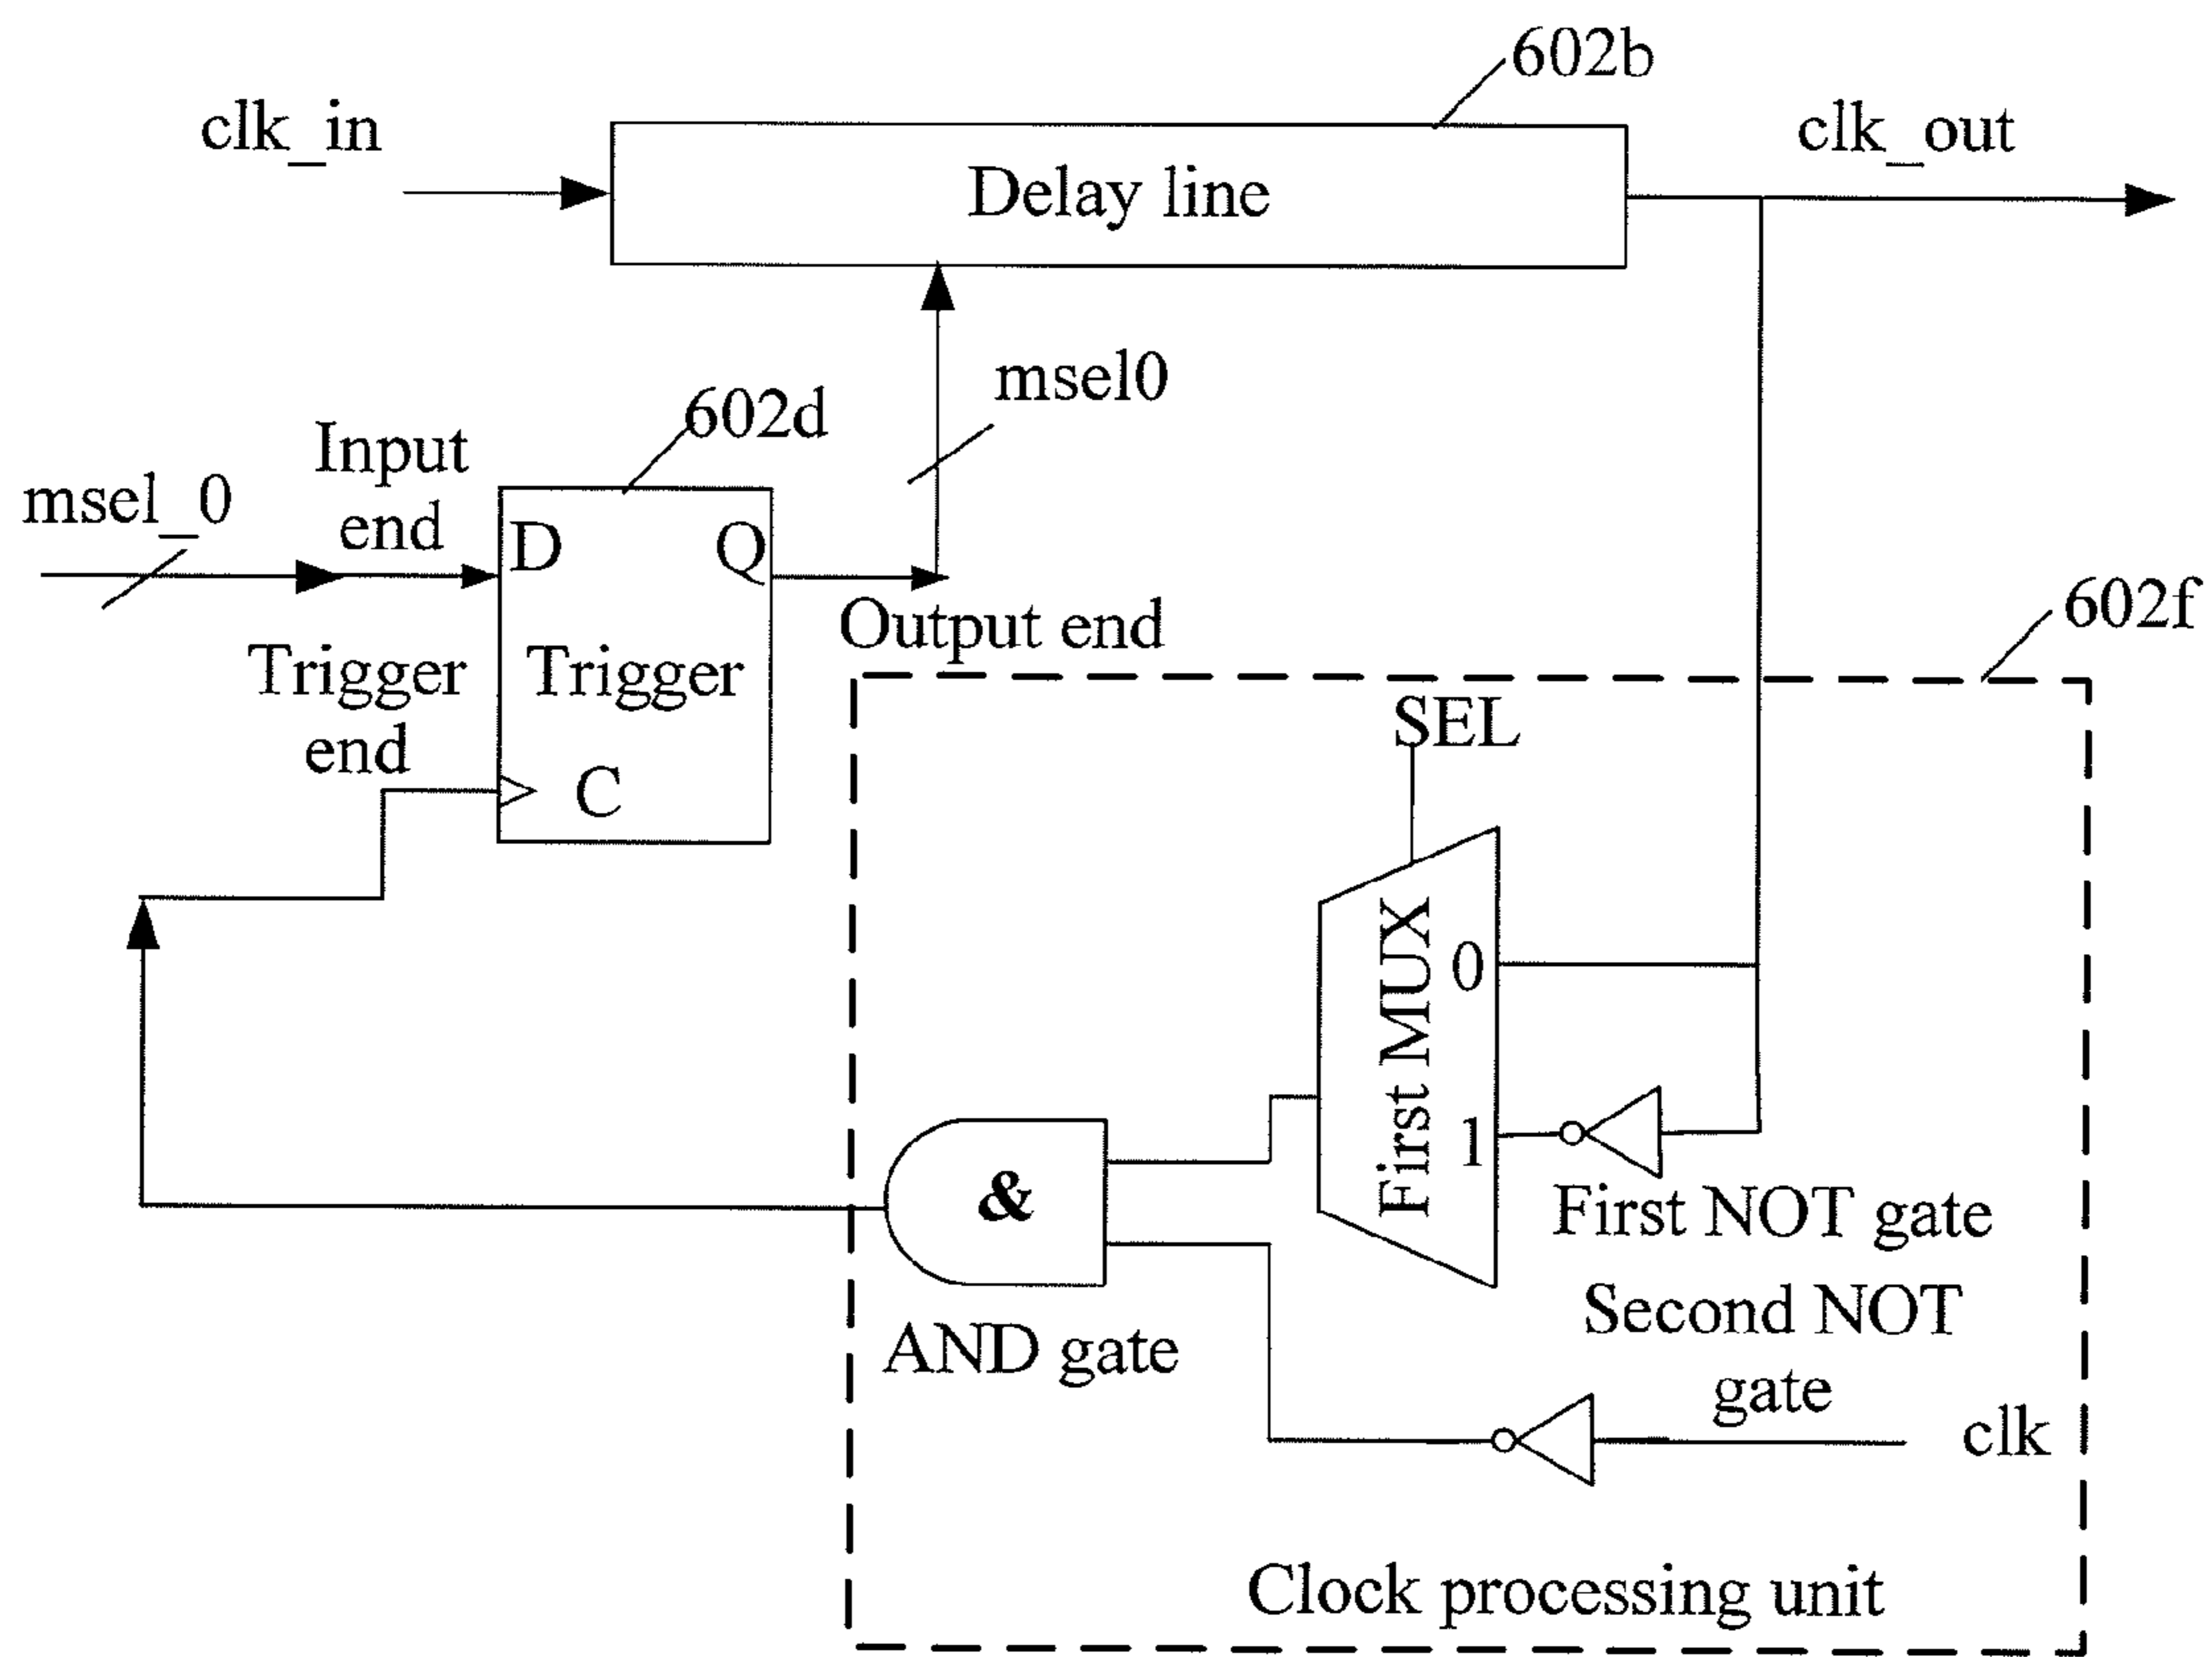 602b
clk_in
clk_out
Delay line
msel0
602d
Input
end
msel_0
D
Q
602f
Output end
Trigger
end
Trigger
SEL
C
First MUX
0
1
&
First NOT gate
Second NOT
gate
AND gate
clk
Clock processing unit